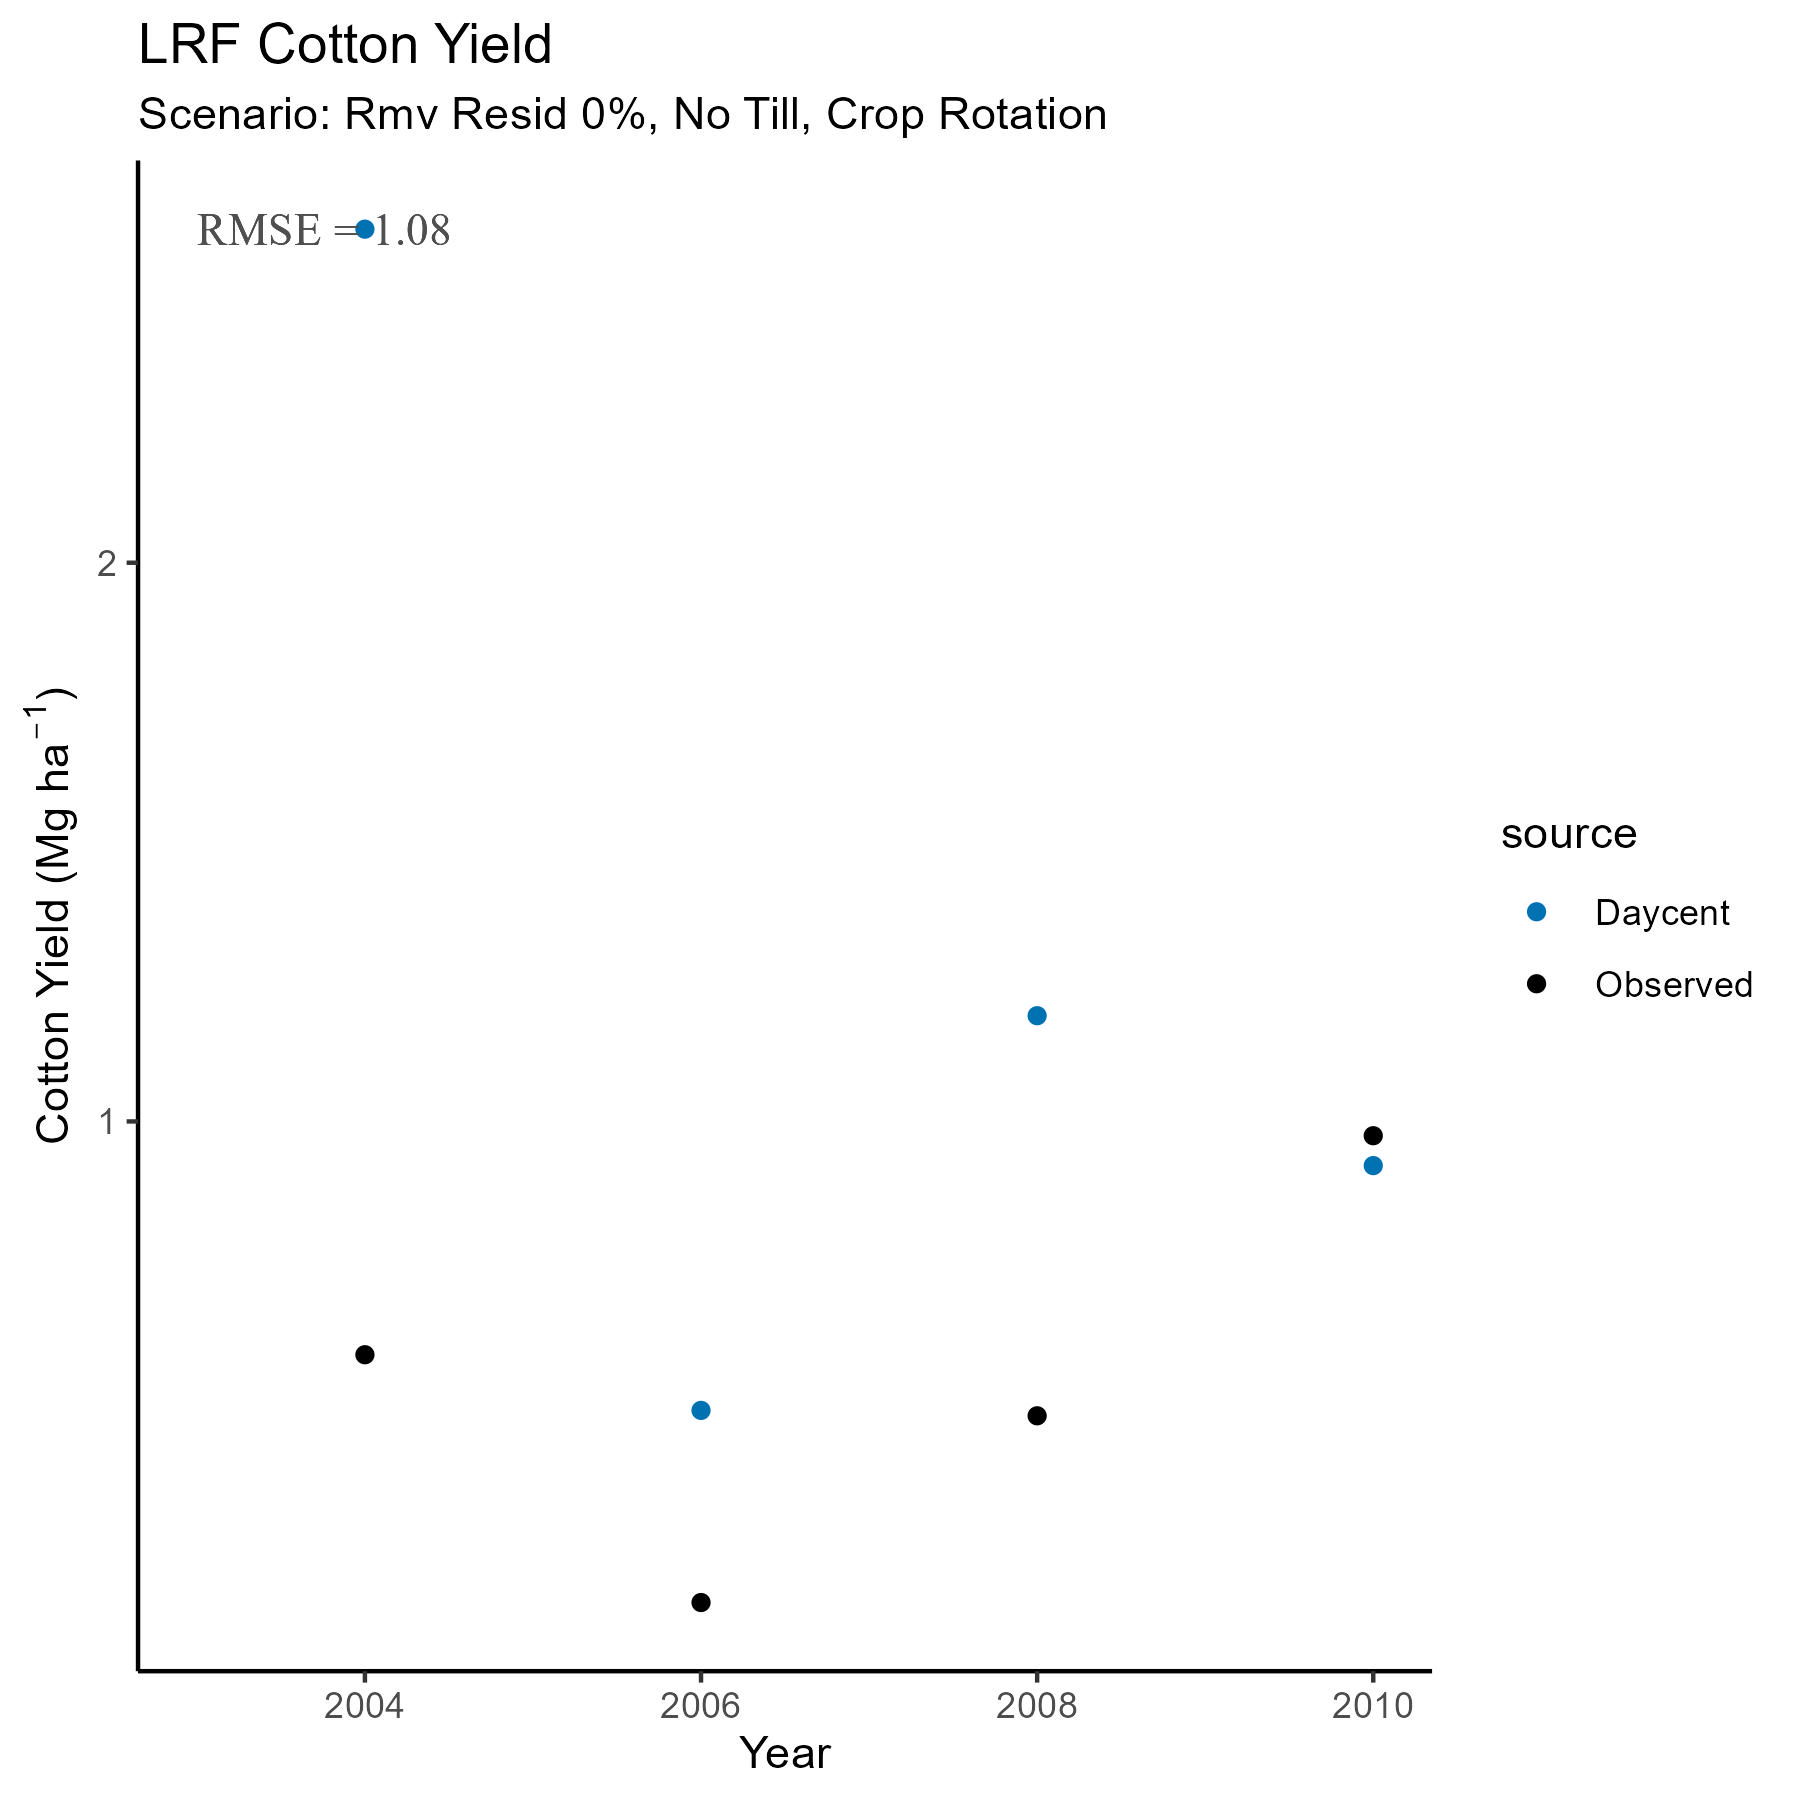 LRF Cotton Yield
Scenario: Rmv Resid 0%, No Till, Crop Rotation
RMSE = 1.08
2
1
Cotton Yield (Mg ha⁻¹)
2004 2006 2008 2010
Year
source
Daycent
Observed